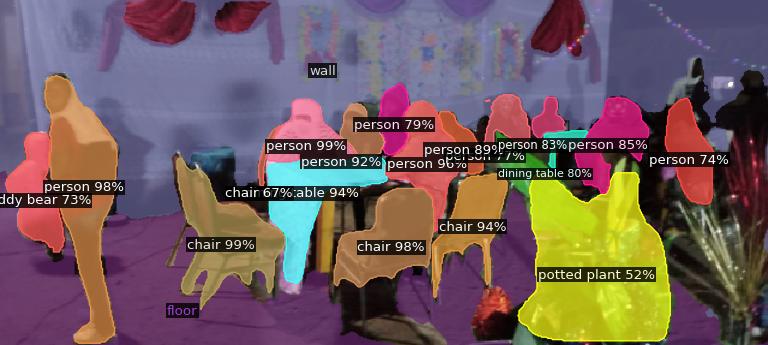 wall
person 79%
person 99%
person 92%
person 90%
person 89%
person 77%
person 83%
person 85%
person 74%
dining table 80%
person 98%
ddy bear 73%
chair 67%
table 94%
chair 99%
chair 98%
chair 94%
potted plant 52%
floor